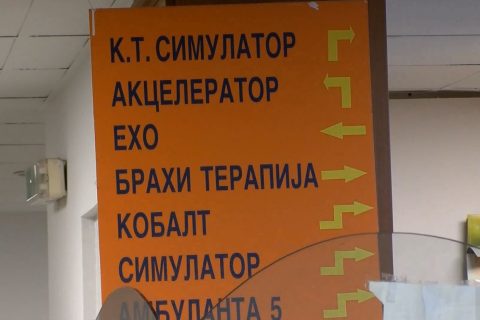 К.Т. СИМУЛАТОР
АКЦЕЛЕРАТОР
ЕХО
БРАХИ ТЕРАПИЈА
КОБАЛТ
СИМУЛАТОР
АМБУЛАНТА 5